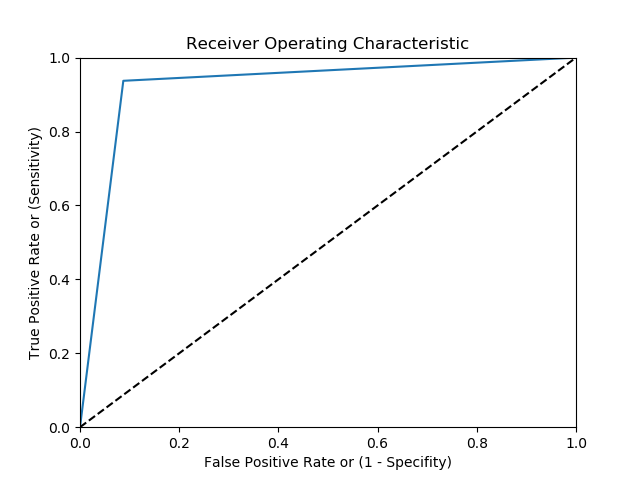 Receiver Operating Characteristic
1.0
0.8
0.6
0.4
0.2
0.0
True Positive Rate or (Sensitivity)
0.0 0.2 0.4 0.6 0.8 1.0
False Positive Rate or (1 - Specifity)